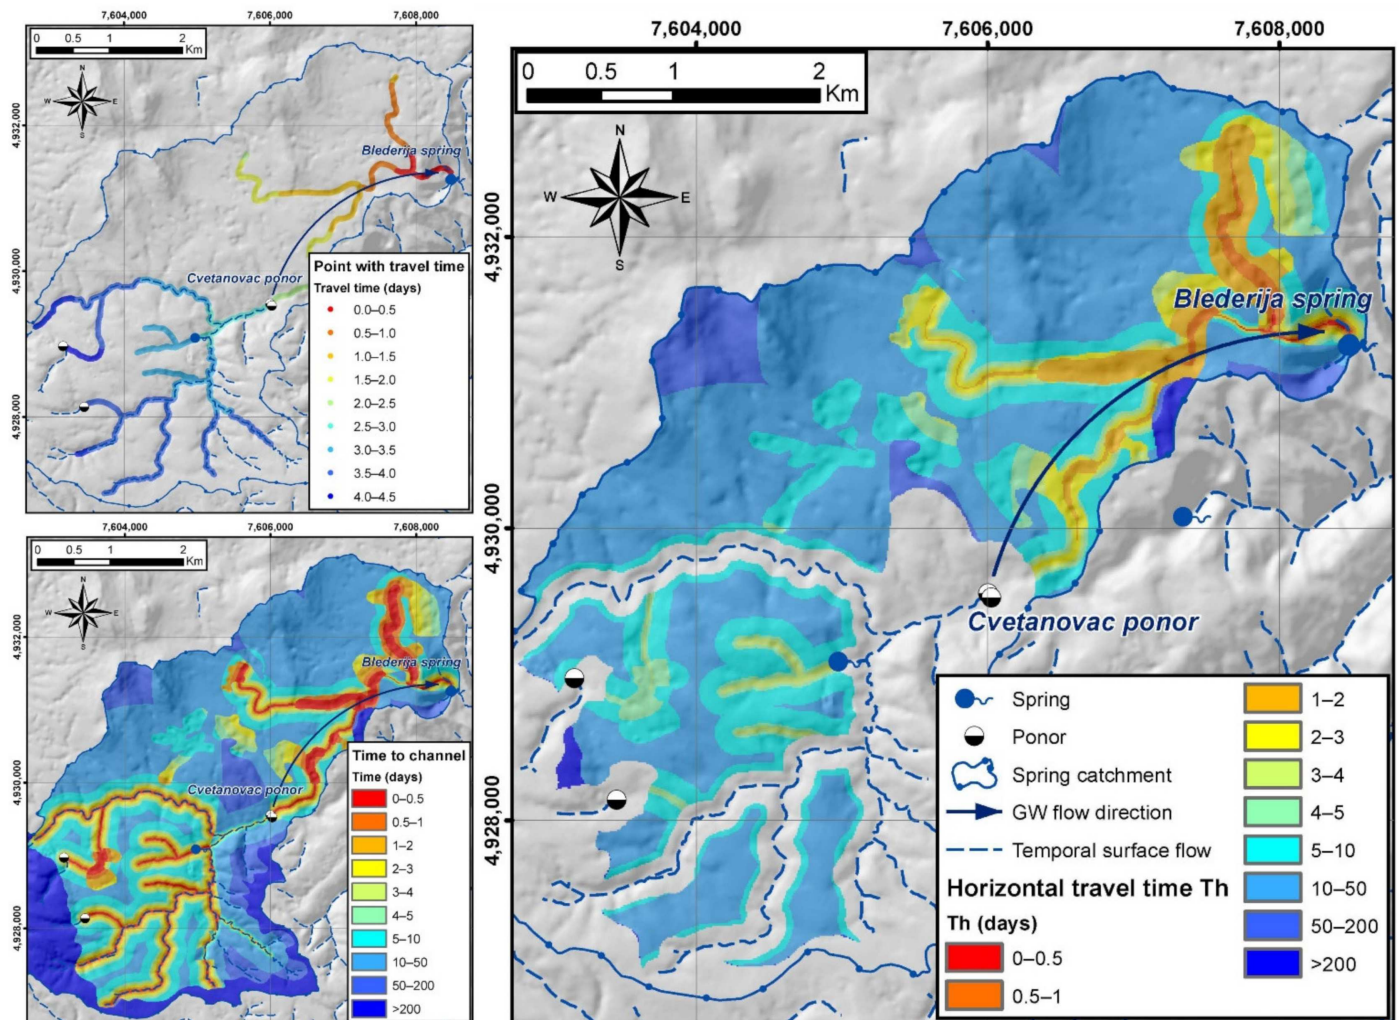 7,604,000
7,606,000
7,608,000
0
0.5
1
2
Km
N
W
E
S
4,932,000
4,930,000
4,928,000
Blederija spring
Cvetanovac ponor
Point with travel time
Travel time (days)
0.0–0.5
0.5–1.0
1.0–1.5
1.5–2.0
2.0–2.5
2.5–3.0
3.0–3.5
3.5–4.0
4.0–4.5
7,604,000
7,606,000
7,608,000
0
0.5
1
2
Km
N
W
E
S
4,932,000
4,930,000
4,928,000
Blederija spring
Cvetanovac ponor
Time to channel
Time (days)
0–0.5
0.5–1
1–2
2–3
3–4
4–5
5–10
10–50
50–200
>200
7,604,000
7,606,000
7,608,000
0
0.5
1
2
Km
N
W
E
S
4,932,000
4,930,000
4,928,000
Blederija spring
Cvetanovac ponor
Spring
Ponor
Spring catchment
GW flow direction
Temporal surface flow
Horizontal travel time Th
Th (days)
0–0.5
0.5–1
1–2
2–3
3–4
4–5
5–10
10–50
50–200
>200